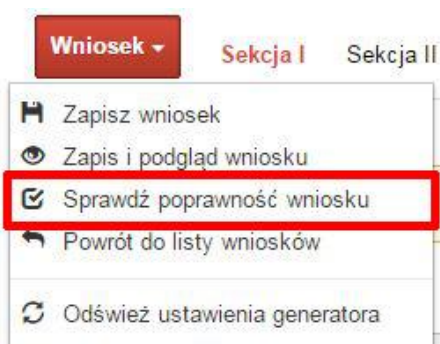 Wniosek Sekcja I Sekcja II
Zapisz wniosek
Zapis i podgląd wniosku
Sprawdź poprawność wniosku
Powrót do listy wniosków
Odśwież ustawienia generatora